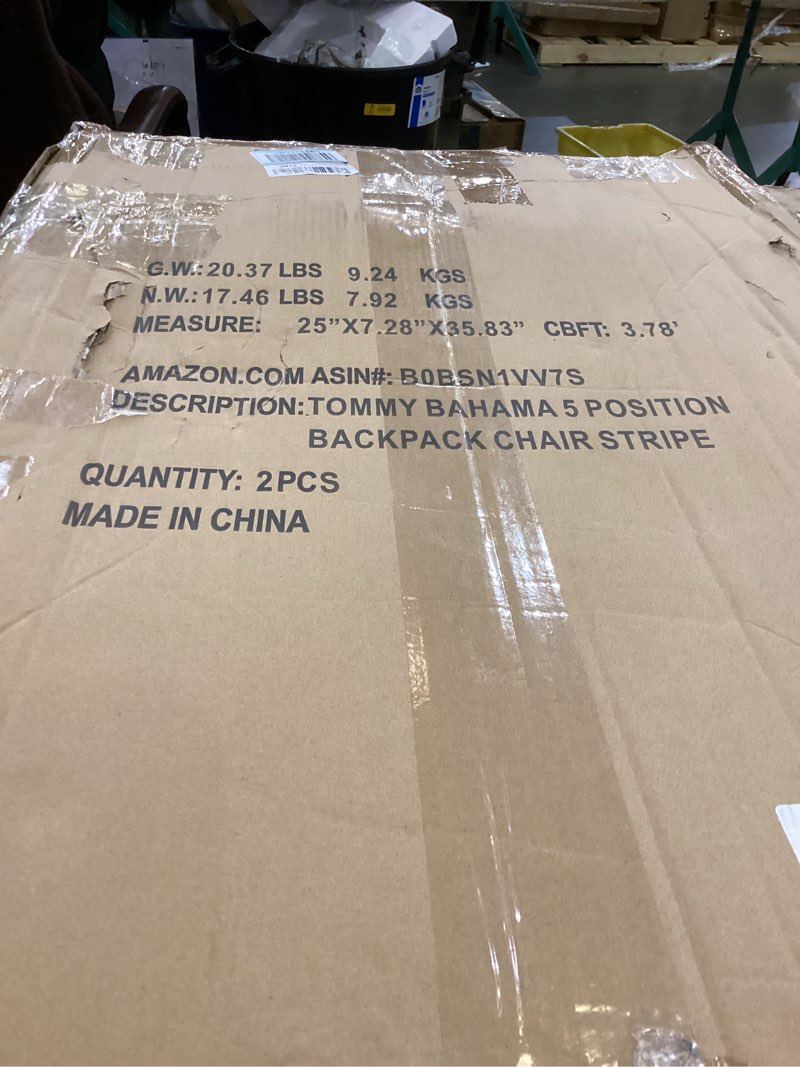 G.W.: 20.37 LBS 9.24 KGS
N.W.: 17.46 LBS 7.92 KGS
MEASURE: 25”X7.28”X35.83” CBFT: 3.78'
AMAZON.COM ASIN#: B0BSN1VV7S
DESCRIPTION: TOMMY BAHAMA 5 POSITION
BACKPACK CHAIR STRIPE
QUANTITY: 2PCS
MADE IN CHINA